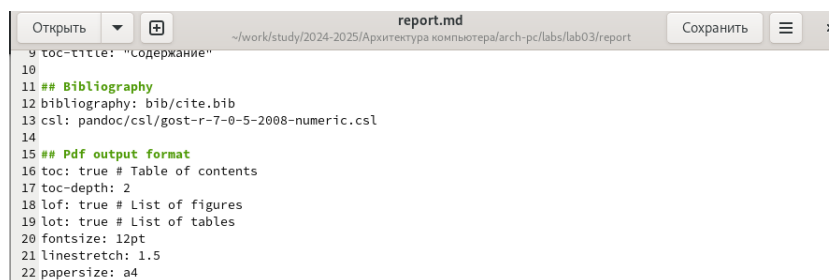 Открыть
report.md
~/work/study/2024-2025/Архитектура компьютера/arch-pc/labs/lab03/report
Сохранить
9 toc-title: "Содержание"
10
11 ## Bibliography
12 bibliography: bib/cite.bib
13 csl: pandoc/csl/gost-r-7-0-5-2008-numeric.csl
14
15 ## Pdf output format
16 toc: true # Table of contents
17 toc-depth: 2
18 lof: true # List of figures
19 lot: true # List of tables
20 fontsize: 12pt
21 linestretch: 1.5
22 papersize: a4